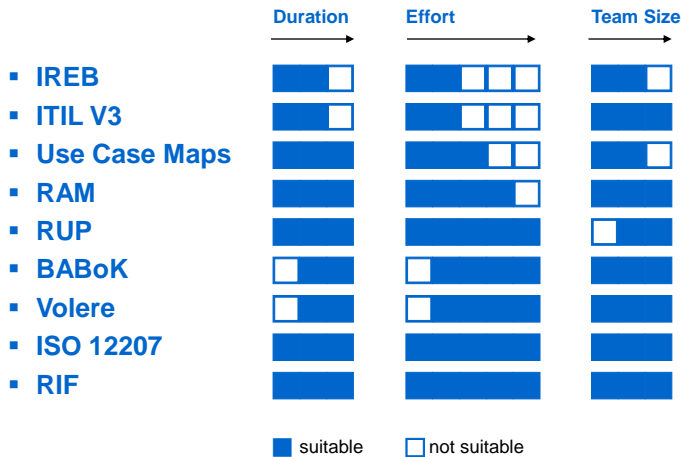 Duration Effort Team Size
▪ IREB
▪ ITIL V3
▪ Use Case Maps
▪ RAM
▪ RUP
▪ BABoK
▪ Volere
▪ ISO 12207
▪ RIF
suitable not suitable